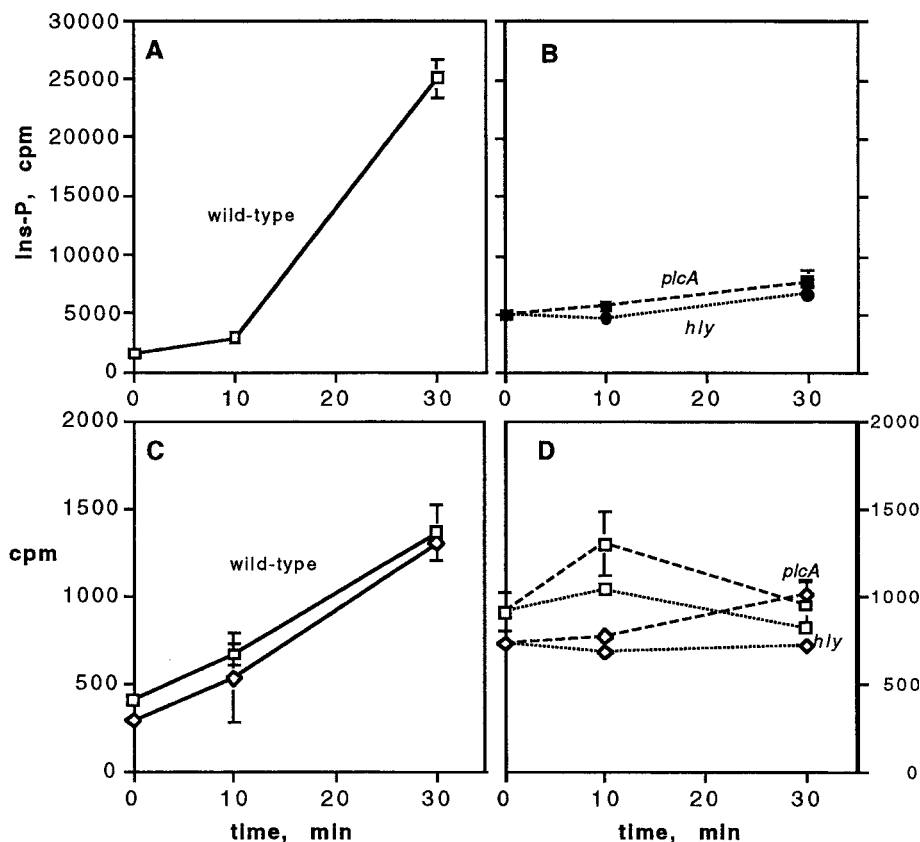 A
B
30000
25000
20000
15000
10000
5000
0
Ins-P, cpm
wild-type
plcA
hly
0 10 20 30
0 10 20 30
C
D
2000
1500
1000
500
0
cpm
wild-type
plcA
hly
2000
1500
1000
500
0
0 10 20 30
0 10 20 30
time, min
time, min